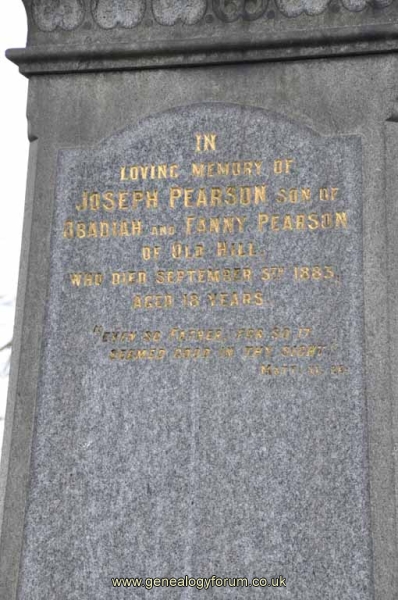 IN
LOVING MEMORY OF
JOSEPH PEARSON SON OF
OBADIAH AND FANNY PEARSON
OF OLD HILL.
WHO DIED SEPTEMBER 5TH 1885,
AGED 18 YEARS.
"EVEN SO FATHER, FOR SO IT
SEEMED GOOD IN THY SIGHT".
MATT.
www.genealogyforum.co.uk